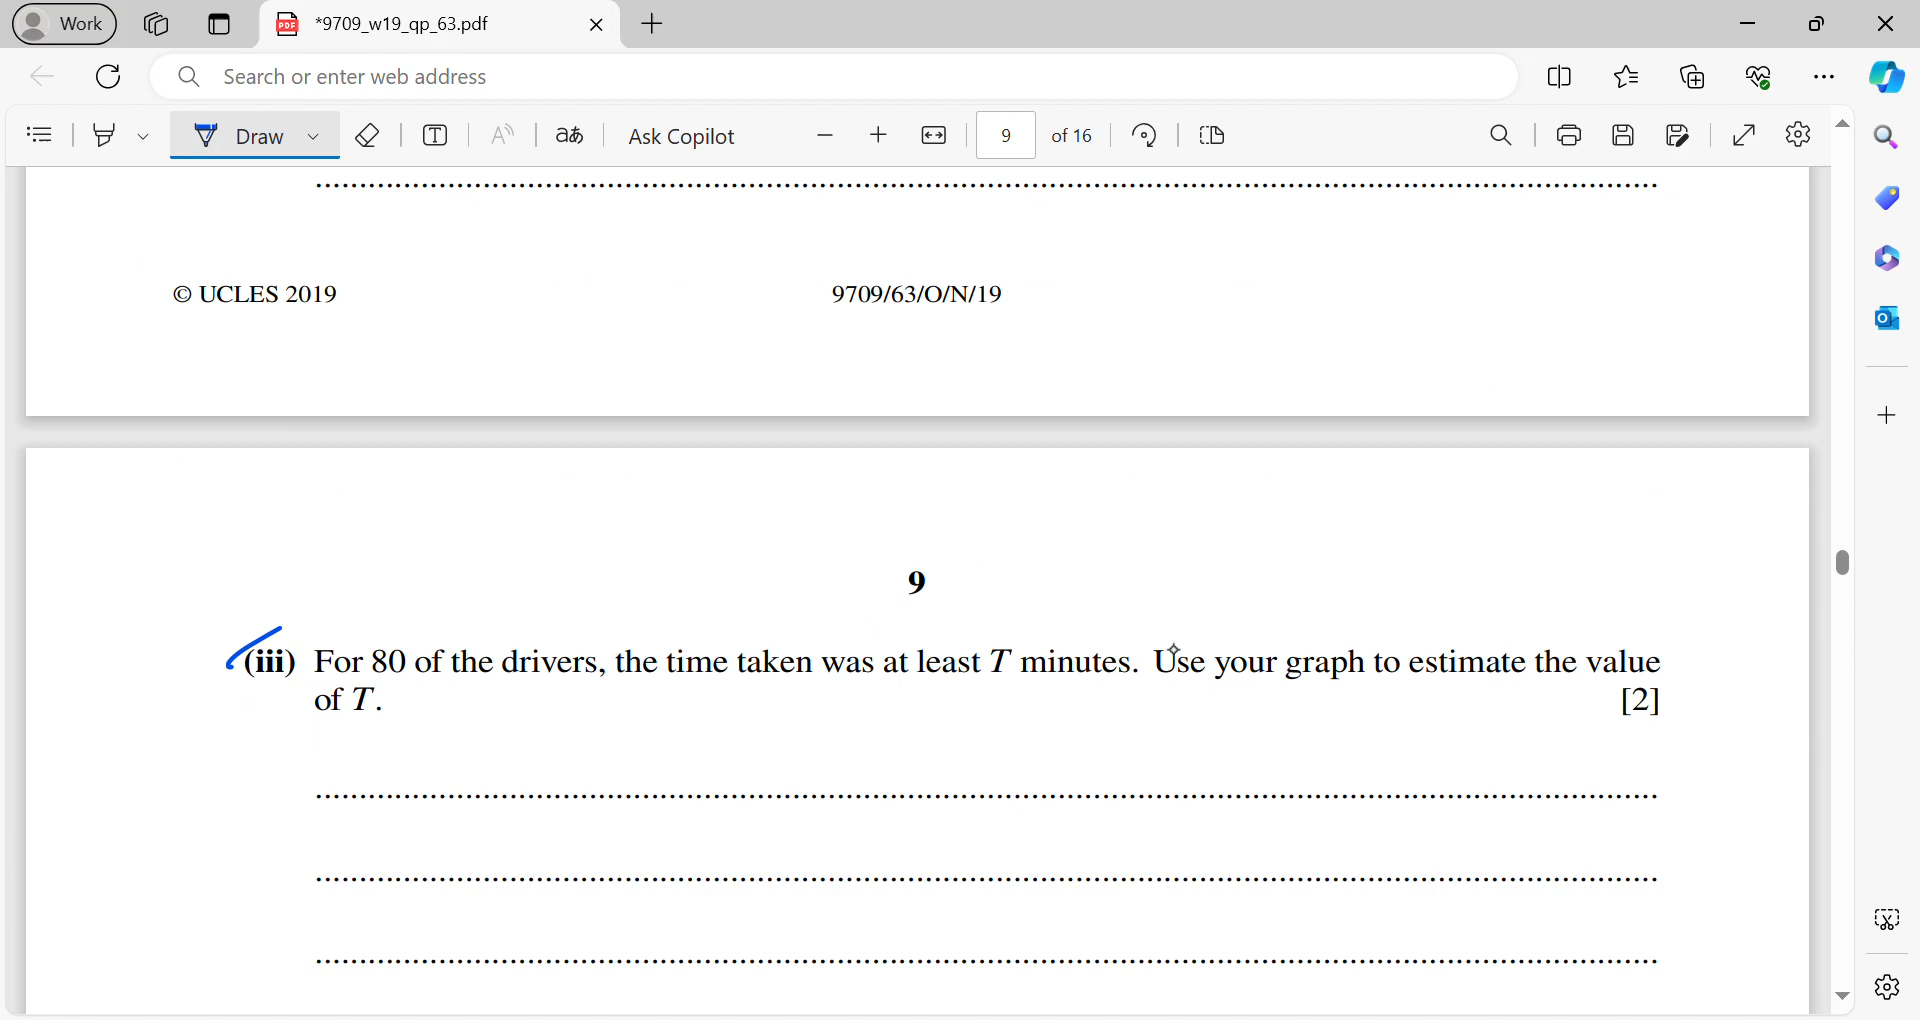 Work
*9709_w19_qp_63.pdf
Search or enter web address
Draw
T
A
aあ
Ask Copilot
9
of 16
© UCLES 2019
9709/63/O/N/19
9
(iii) For 80 of the drivers, the time taken was at least T minutes. Use your graph to estimate the value
of T. [2]